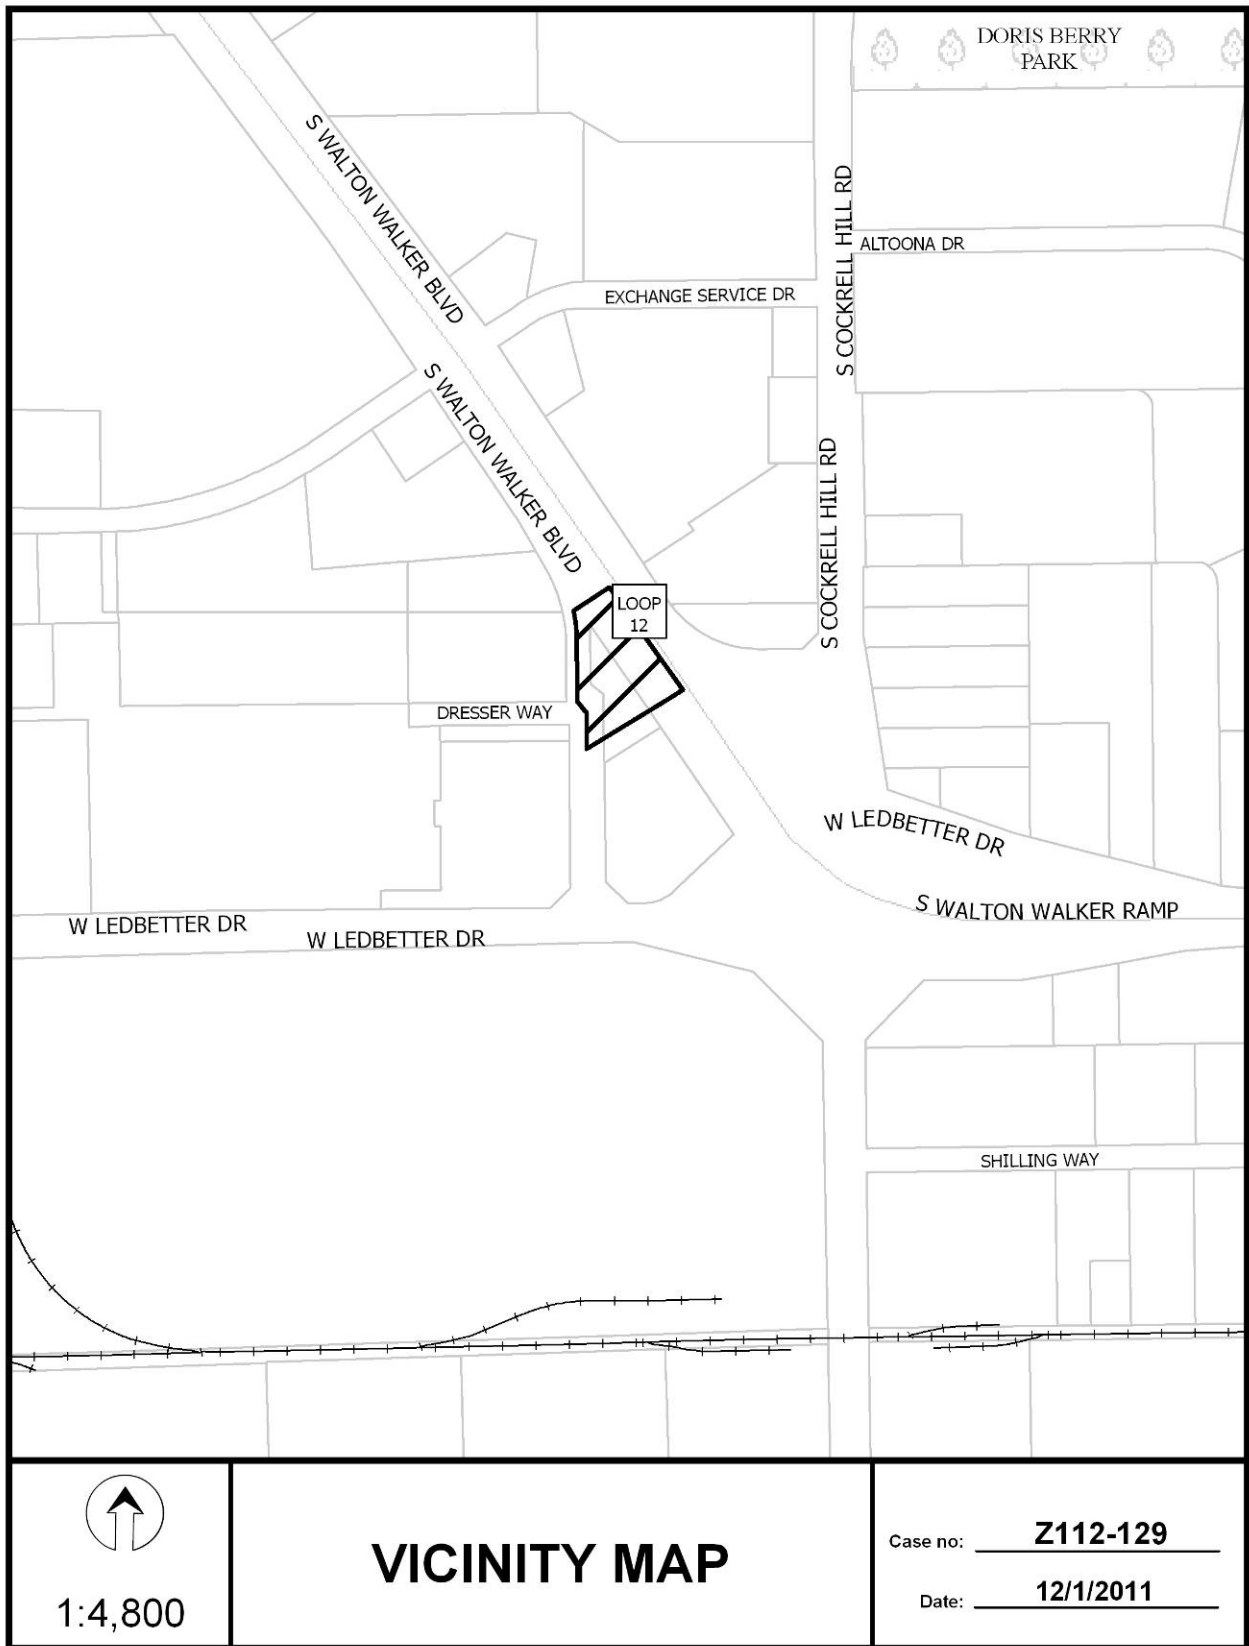 DORIS BERRY
PARK
S WALTON WALKER BLVD
S COCKRELL HILL RD
ALTOONA DR
EXCHANGE SERVICE DR
S WALTON WALKER BLVD
S COCKRELL HILL RD
LOOP
12
DRESSER WAY
W LEDBETTER DR
S WALTON WALKER RAMP
W LEDBETTER DR
W LEDBETTER DR
SHILLING WAY
1:4,800
VICINITY MAP
Case no: Z112-129
Date: 12/1/2011